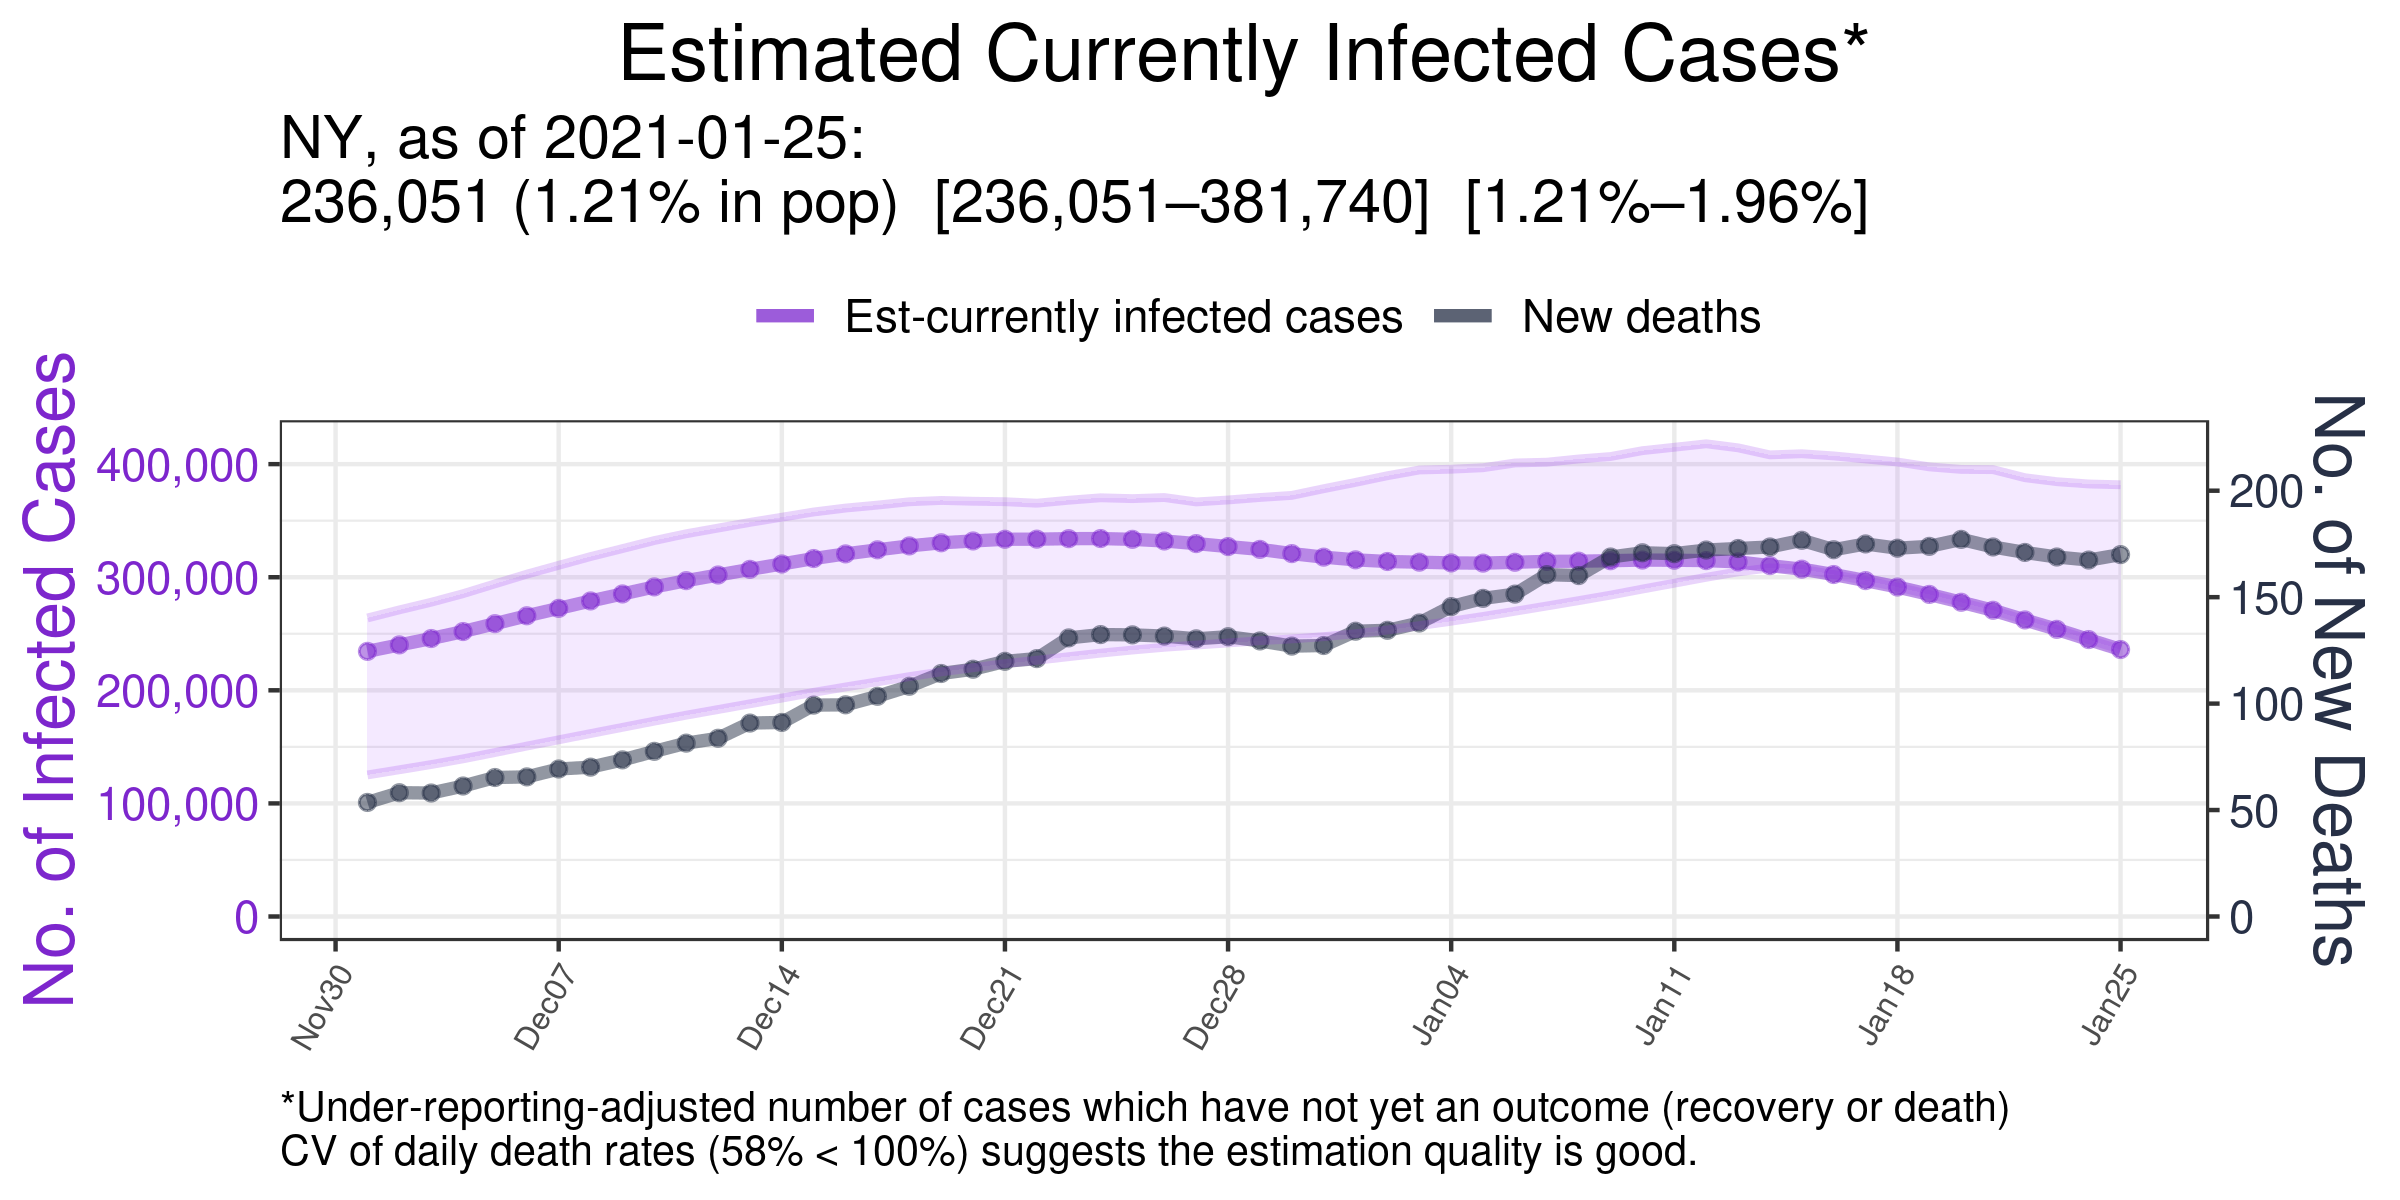 Estimated Currently Infected Cases*
NY, as of 2021-01-25:
236,051 (1.21% in pop) [236,051–381,740] [1.21%–1.96%]
Est-currently infected cases
New deaths
No. of Infected Cases
400,000
300,000
200,000
100,000
0
200
150
100
50
0
No. of New Deaths
Nov30
Dec07
Dec14
Dec21
Dec28
Jan04
Jan11
Jan18
Jan25
*Under-reporting-adjusted number of cases which have not yet an outcome (recovery or death)
CV of daily death rates (58% < 100%) suggests the estimation quality is good.